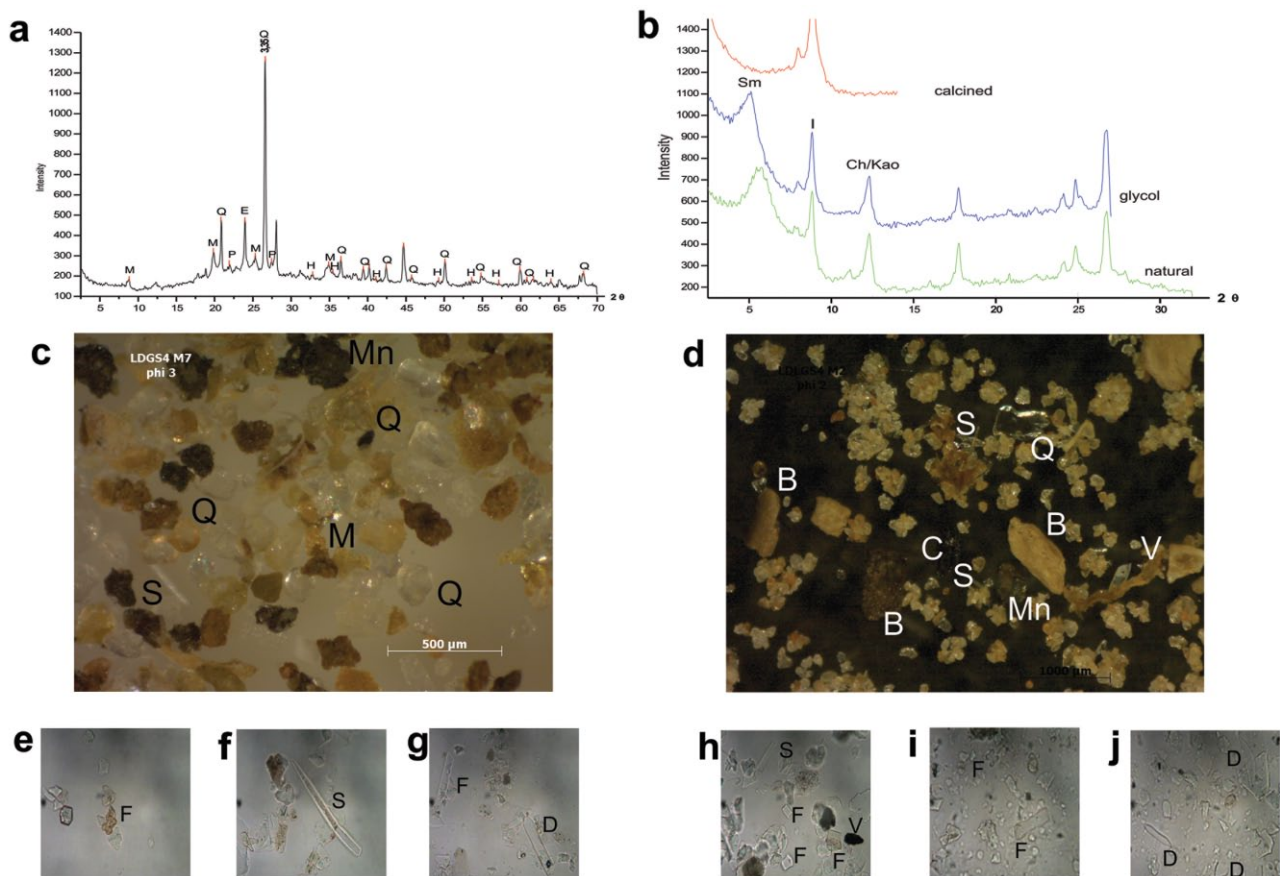 a
1400
1300
1200
1100
1000
900
800
700
600
500
400
300
200
100
Intensity
M
M
Q
P
E
M
P
H
M
H
Q
Q
Q
H
Q
Q
H
Q
H
Q
H
Q
Q
H
Q
5
10
15
20
25
30
35
40
45
50
55
60
65
70
2 θ
b
1400
1300
1200
1100
1000
900
800
700
600
500
400
300
200
Intensity
Sm
I
Ch/Kao
calcined
glycol
natural
5
10
15
20
25
30
2 θ
c
LDGS4 M7
phi 3
Mn
Q
Q
M
S
Q
500 µm
d
S
Q
B
B
C
V
S
Mn
B
1000 µm
e
F
f
S
g
F
D
h
S
F
V
F
F
i
F
F
j
D
D
D